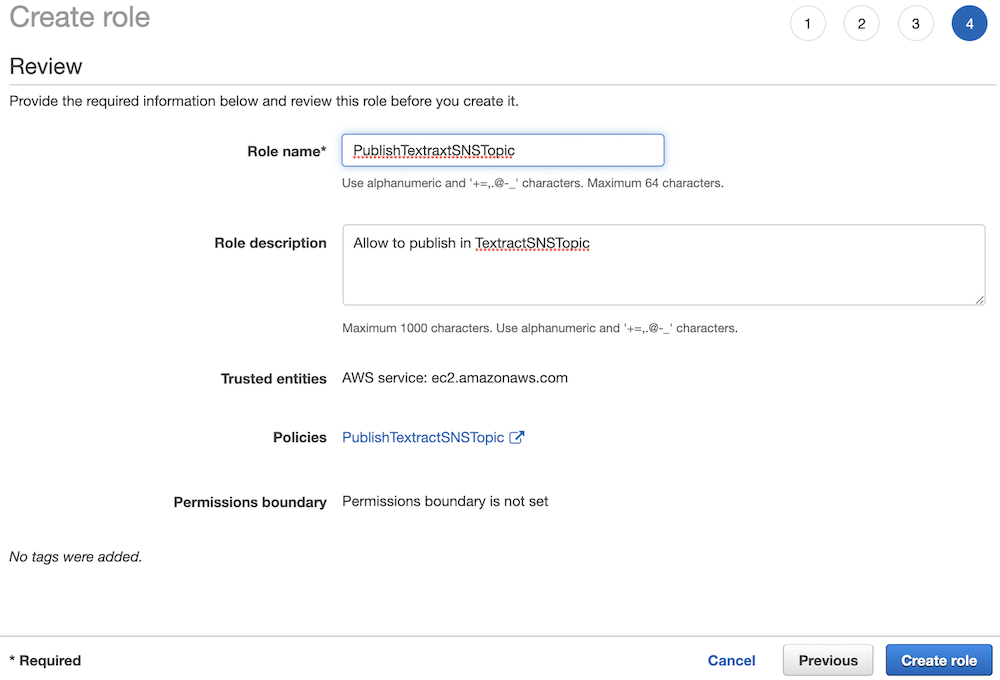 Create role
1 2 3 4
Review
Provide the required information below and review this role before you create it.
Role name* PublishTextraxtSNSTopic
Use alphanumeric and '+=,.@-_' characters. Maximum 64 characters.
Role description Allow to publish in TextractSNSTopic
Maximum 1000 characters. Use alphanumeric and '+=,.@-_' characters.
Trusted entities AWS service: ec2.amazonaws.com
Policies PublishTextractSNSTopic
Permissions boundary Permissions boundary is not set
No tags were added.
* Required Cancel Previous Create role